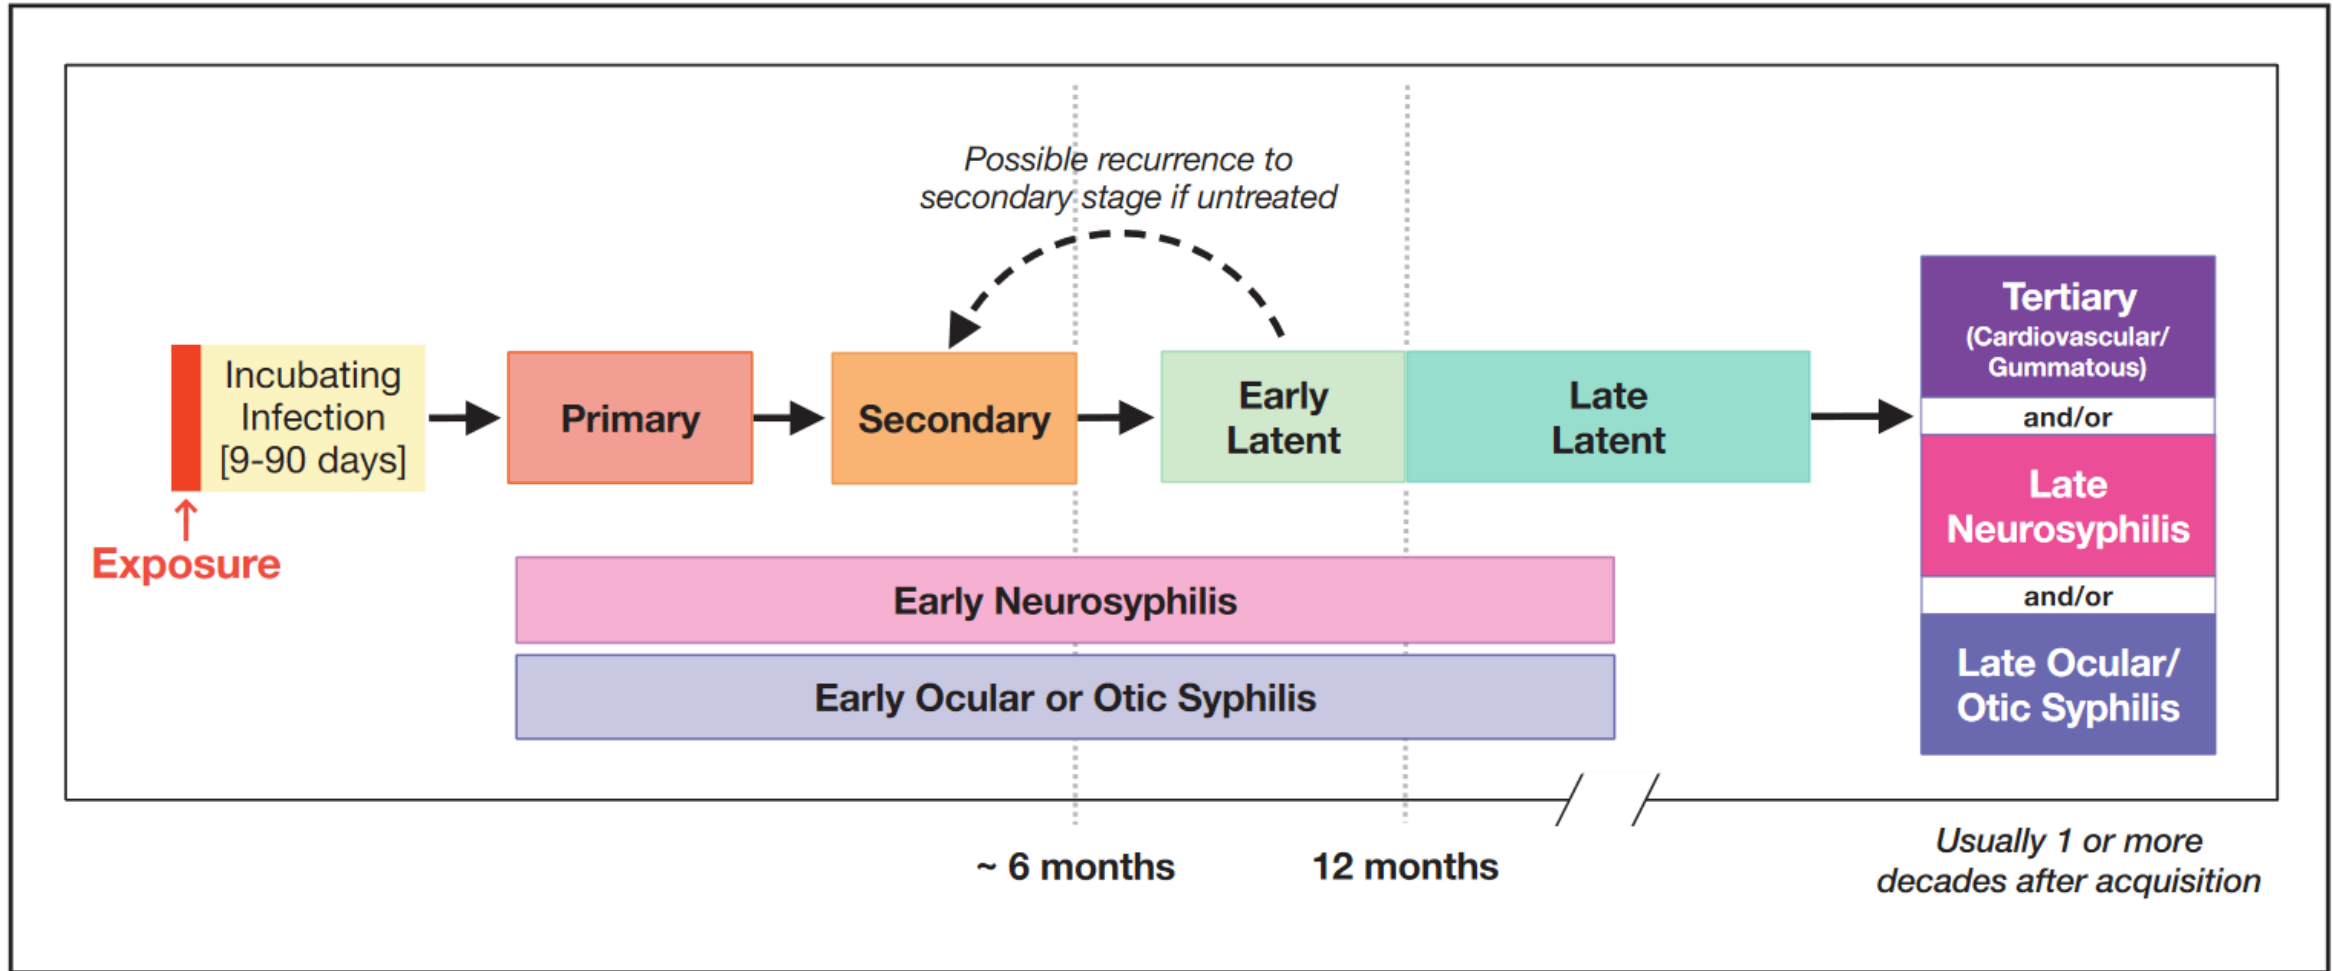 Possible recurrence to
secondary stage if untreated
Incubating
Infection
[9-90 days]
Exposure
Primary
Secondary
Early
Latent
Late
Latent
Tertiary
(Cardiovascular/
Gummatous)
and/or
Late
Neurosyphilis
and/or
Late Ocular/
Otic Syphilis
Early Neurosyphilis
Early Ocular or Otic Syphilis
~ 6 months
12 months
Usually 1 or more
decades after acquisition